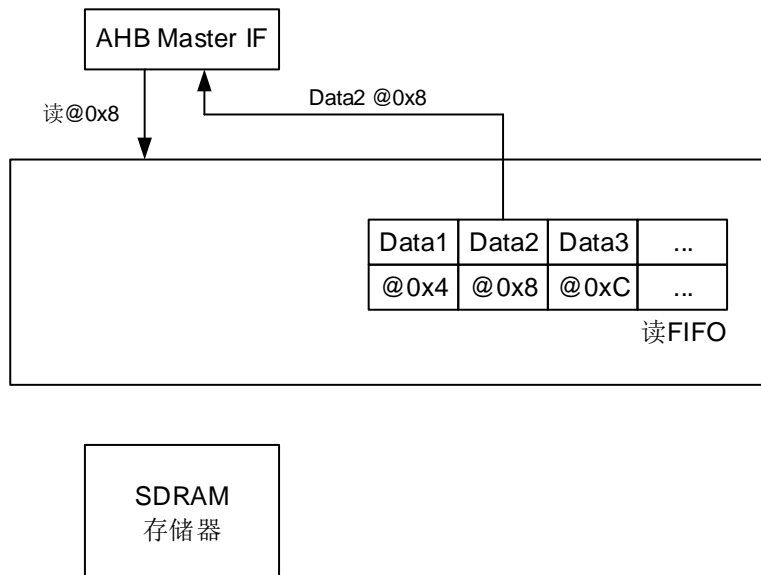 AHB Master IF
读@0x8
Data2 @0x8
Data1 Data2 Data3 ...
@0x4 @0x8 @0xC ...
读FIFO
SDRAM
存储器